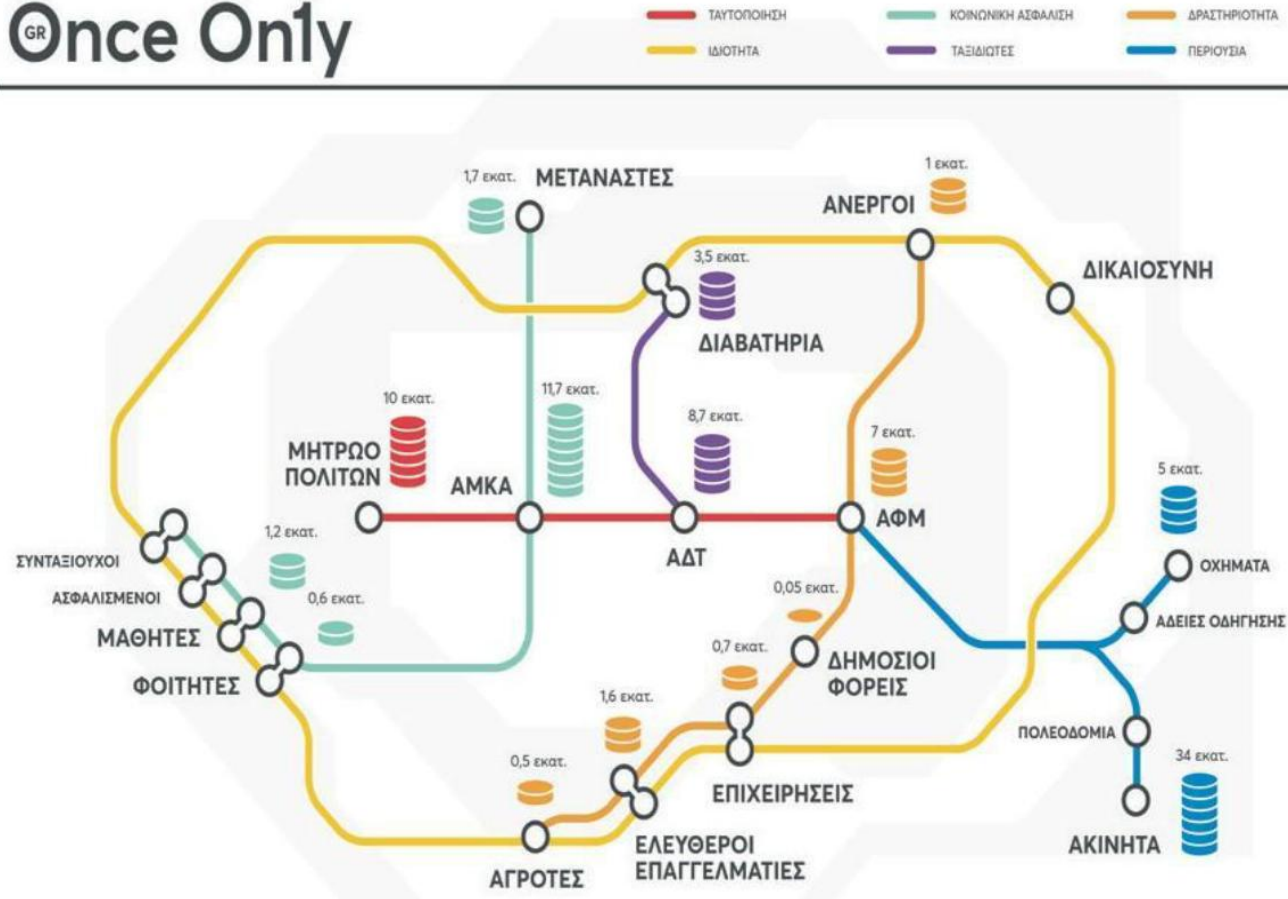 GR
Once On1y
ΤΑΥΤΟΠΟΙΗΣΗ
ΚΟΙΝΩΝΙΚΗ ΑΣΦΑΛΙΣΗ
ΔΡΑΣΤΗΡΙΟΤΗΤΑ
ΙΔΙΟΤΗΤΑ
ΤΑΞΙΔΙΩΤΕΣ
ΠΕΡΙΟΥΣΙΑ
1,7 εκατ.
ΜΕΤΑΝΑΣΤΕΣ
1 εκατ.
ΑΝΕΡΓΟΙ
3,5 εκατ.
ΔΙΚΑΙΟΣΥΝΗ
ΔΙΑΒΑΤΗΡΙΑ
10 εκατ.
11,7 εκατ.
8,7 εκατ.
7 εκατ.
ΜΗΤΡΩΟ
ΠΟΛΙΤΩΝ
ΑΜΚΑ
5 εκατ.
ΑΔΤ
ΑΦΜ
1,2 εκατ.
ΣΥΝΤΑΞΙΟΥΧΟΙ
ΟΧΗΜΑΤΑ
ΑΣΦΑΛΙΣΜΕΝΟΙ
0,6 εκατ.
0,05 εκατ.
ΑΔΕΙΕΣ ΟΔΗΓΗΣΗΣ
ΜΑΘΗΤΕΣ
0,7 εκατ.
ΔΗΜΟΣΙΟΙ
ΦΟΡΕΙΣ
ΦΟΙΤΗΤΕΣ
1,6 εκατ.
ΠΟΛΕΟΔΟΜΙΑ
0,5 εκατ.
34 εκατ.
ΕΠΙΧΕΙΡΗΣΕΙΣ
ΕΛΕΥΘΕΡΟΙ
ΕΠΑΓΓΕΛΜΑΤΙΕΣ
ΑΚΙΝΗΤΑ
ΑΓΡΟΤΕΣ